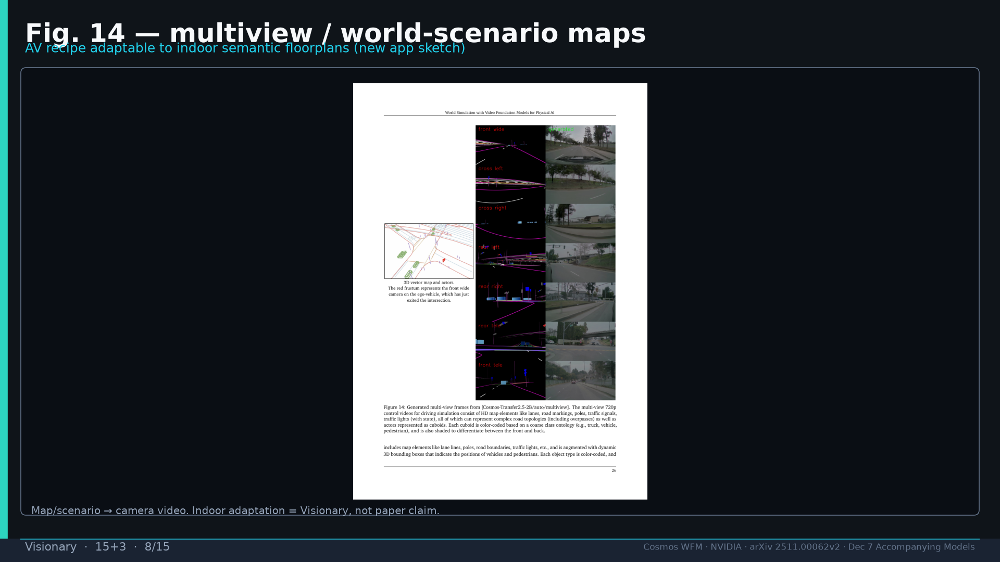 Fig. 14 — multiview / world-scenario maps
AV recipe adaptable to indoor semantic floorplans (new app sketch)
World Simulation with Video Foundation Models for Physical AI
front wide
cross left
cross right
rear left
rear right
rear tele
front tele
3D vector map and actors.
The red frustum represents the front wide
camera on the ego-vehicle, which has just
exited the intersection.
Figure 14: Generated multi-view frames from [Cosmos-Transfer2.5-2B/auto/multiview]. The multi-view 720p
control videos for driving simulation consist of HD map elements like lanes, road markings, poles, traffic signals,
traffic lights (with state), all of which can represent complex road topologies (including overpasses) as well as
actors represented as cuboids. Each cuboid is color-coded based on a coarse class ontology (e.g., truck, vehicle,
pedestrian), and is also shaded to differentiate between the front and back.
includes map elements like lane lines, poles, road boundaries, traffic lights, etc., and is augmented with dynamic
3D bounding boxes that indicate the positions of vehicles and pedestrians. Each object type is color-coded, and
26
Map/scenario → camera video. Indoor adaptation = Visionary, not paper claim.
Visionary · 15+3 · 8/15
Cosmos WFM · NVIDIA · arXiv 2511.00062v2 · Dec 7 Accompanying Models